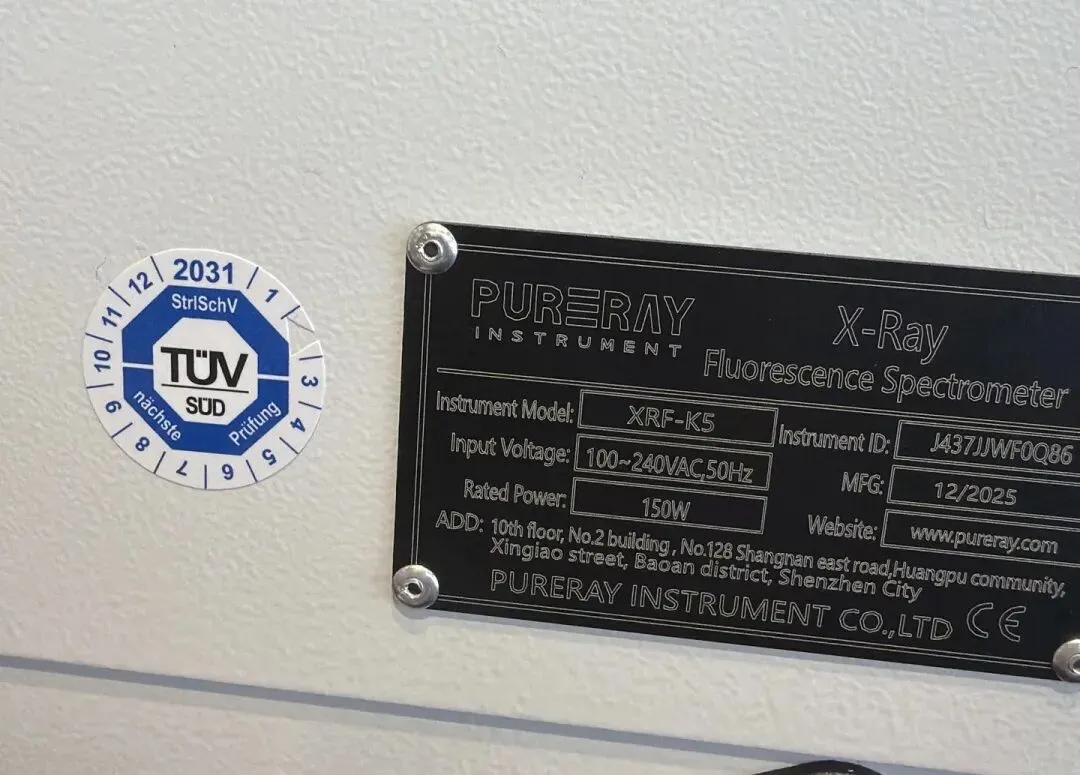 2031
StrlSchV
TÜV
SÜD
nächste
Prüfung
1
3
4
5
6
7
8
9
10
11
12
PURERAY
INSTRUMENT
X-Ray
Fluorescence Spectrometer
Instrument Model: XRF-K5
Instrument ID: J437JJWF0Q86
Input Voltage: 100~240VAC,50Hz
MFG: 12/2025
Rated Power: 150W
Website: www.pureray.com
ADD: 10th floor, No.2 building , No.128 Shangnan east road,Huangpu community,
Xingiao street, Baoan district, Shenzhen City
PURERAY INSTRUMENT CO.,LTD CE